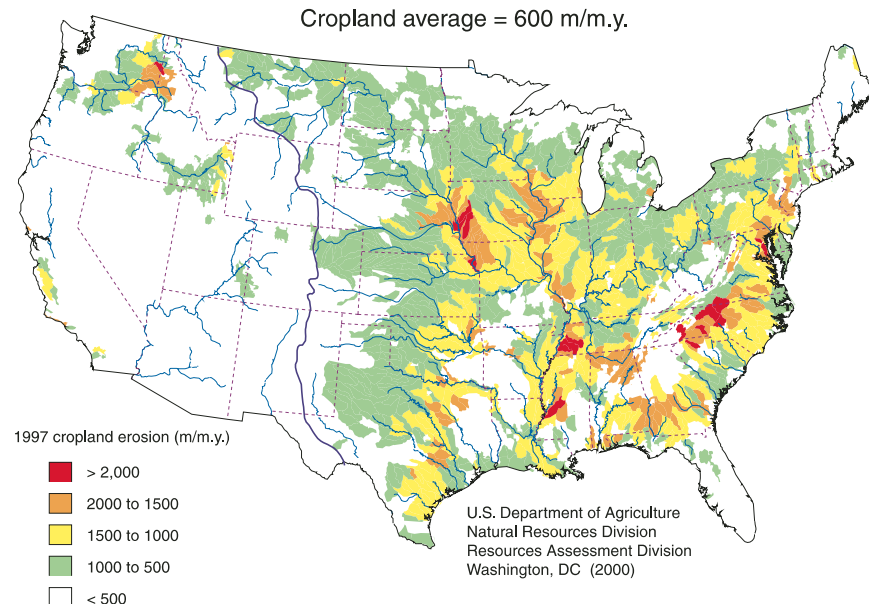 Cropland average = 600 m/m.y.
1997 cropland erosion (m/m.y.)
> 2,000
2000 to 1500
1500 to 1000
1000 to 500
< 500
U.S. Department of Agriculture
Natural Resources Division
Resources Assessment Division
Washington, DC (2000)